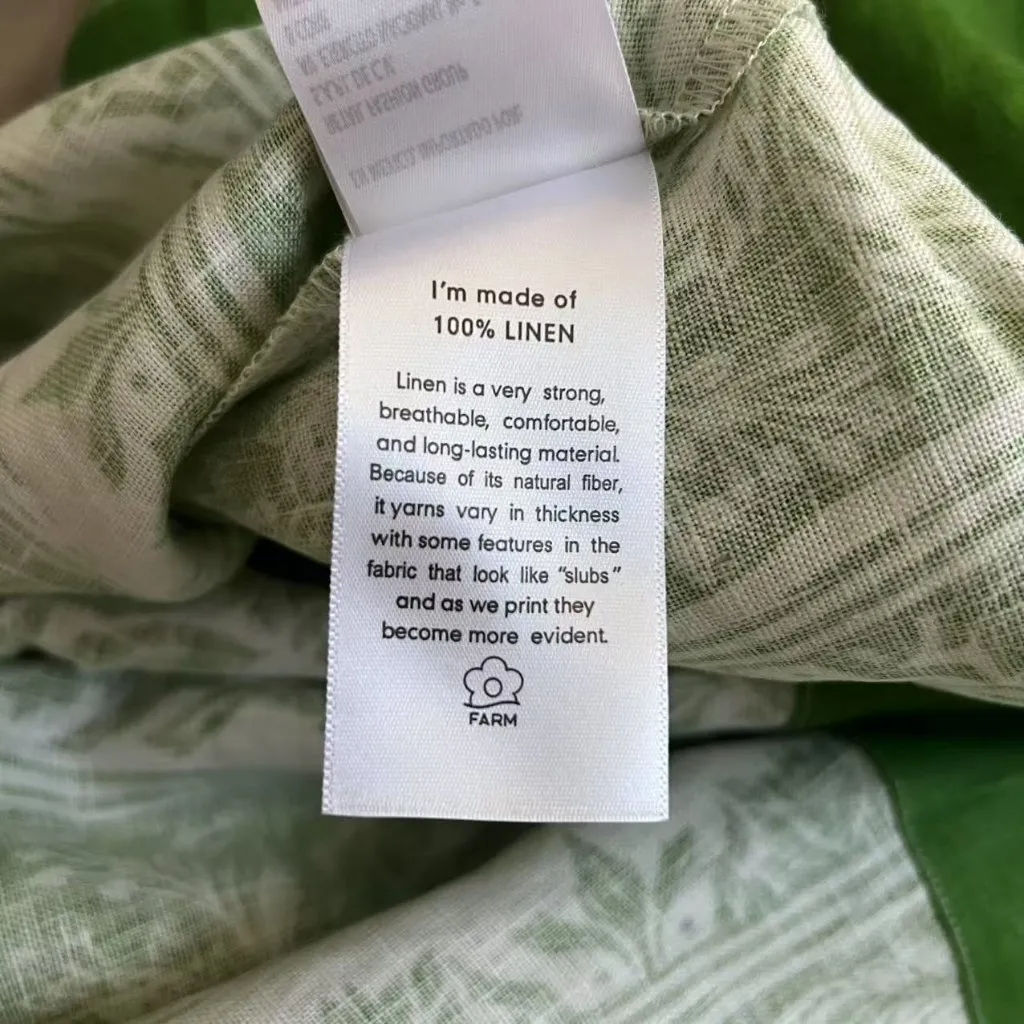 I'm made of
100% LINEN
Linen is a very strong,
breathable, comfortable,
and long-lasting material.
Because of its natural fiber,
it yarns vary in thickness
with some features in the
fabric that look like "slubs"
and as we print they
become more evident.
FARM